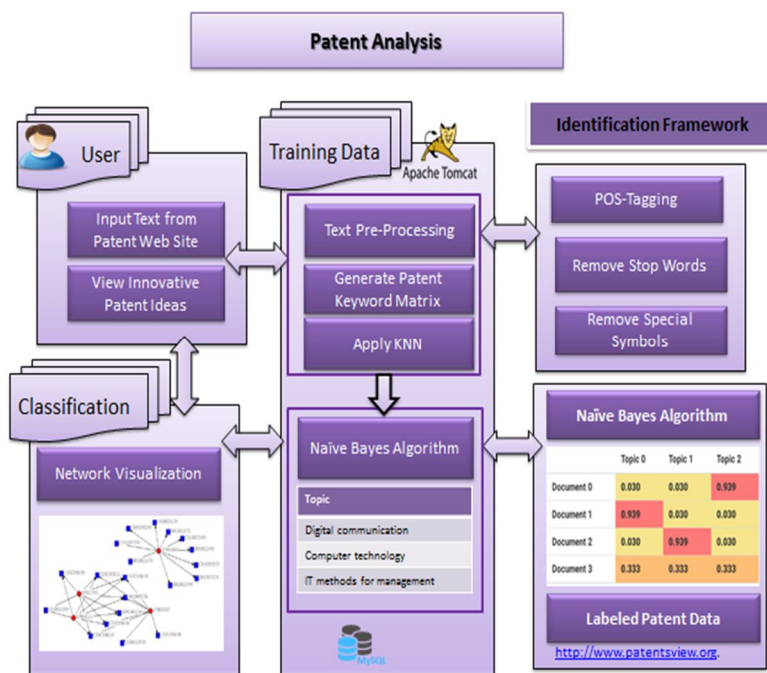 Patent Analysis
User
Input Text from
Patent Web Site
View Innovative
Patent Ideas
Training Data
Apache Tomcat
Text Pre-Processing
Generate Patent
Keyword Matrix
Apply KNN
Identification Framework
POS-Tagging
Remove Stop Words
Remove Special
Symbols
Classification
Network Visualization
Naïve Bayes Algorithm
Topic
Digital communication
Computer technology
IT methods for management
MySQL
Naïve Bayes Algorithm
Topic 0 Topic 1 Topic 2
Document 0 0.030 0.030 0.939
Document 1 0.939 0.030 0.030
Document 2 0.030 0.939 0.030
Document 3 0.333 0.333 0.333
Labeled Patent Data
http://www.patentsview.org.